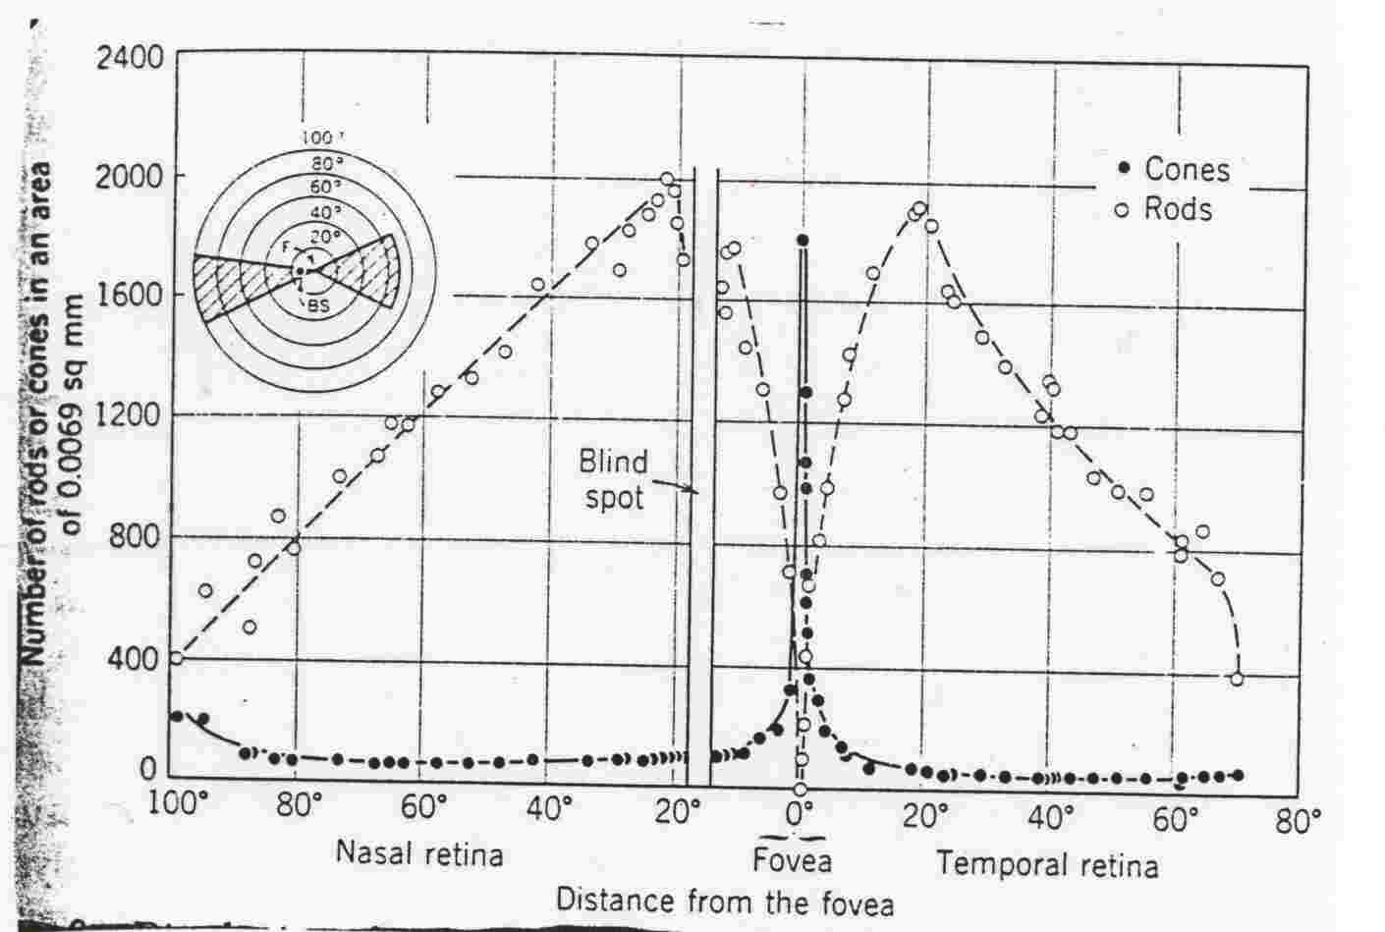 Number of rods or cones in an area
of 0.0069 sq mm
2400
2000
1600
1200
800
400
0
100°
80°
60°
40°
20°
F
BS
Cones
Rods
Blind
spot
100° 80° 60° 40° 20° 0° 20° 40° 60° 80°
Nasal retina
Fovea
Temporal retina
Distance from the fovea